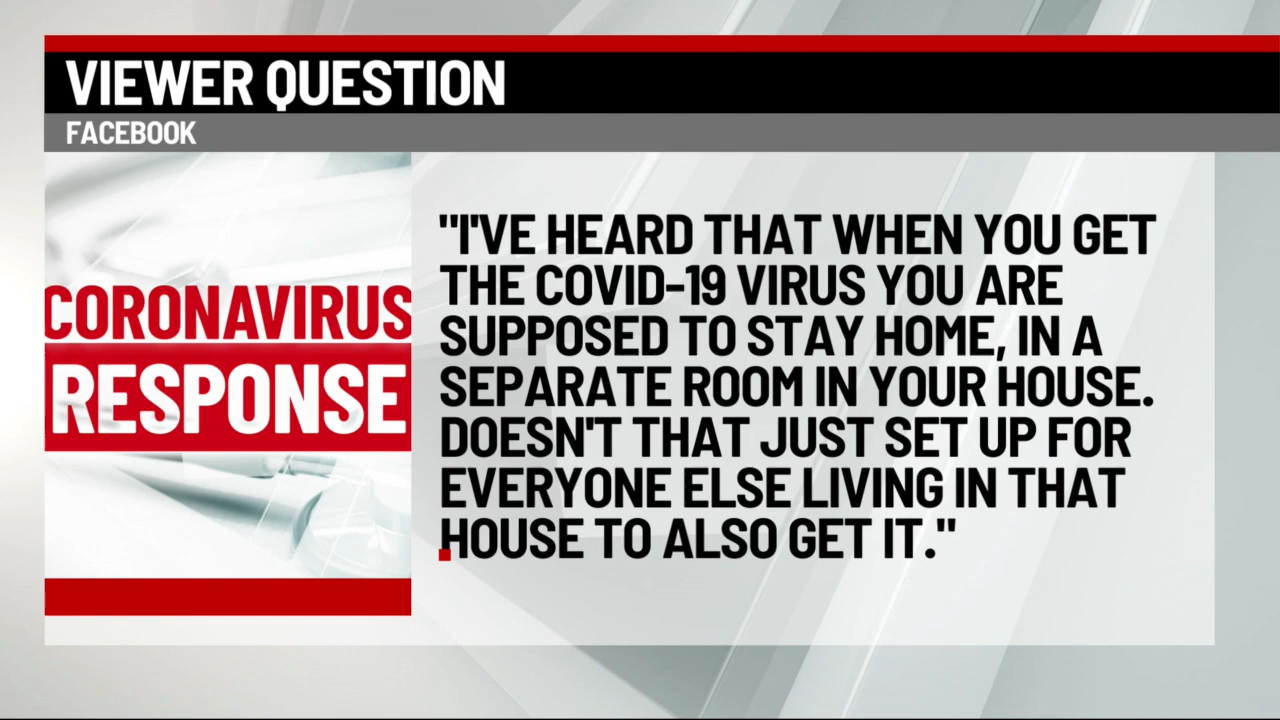 VIEWER QUESTION
FACEBOOK
CORONAVIRUS
RESPONSE
"I'VE HEARD THAT WHEN YOU GET
THE COVID-19 VIRUS YOU ARE
SUPPOSED TO STAY HOME, IN A
SEPARATE ROOM IN YOUR HOUSE.
DOESN'T THAT JUST SET UP FOR
EVERYONE ELSE LIVING IN THAT
HOUSE TO ALSO GET IT."